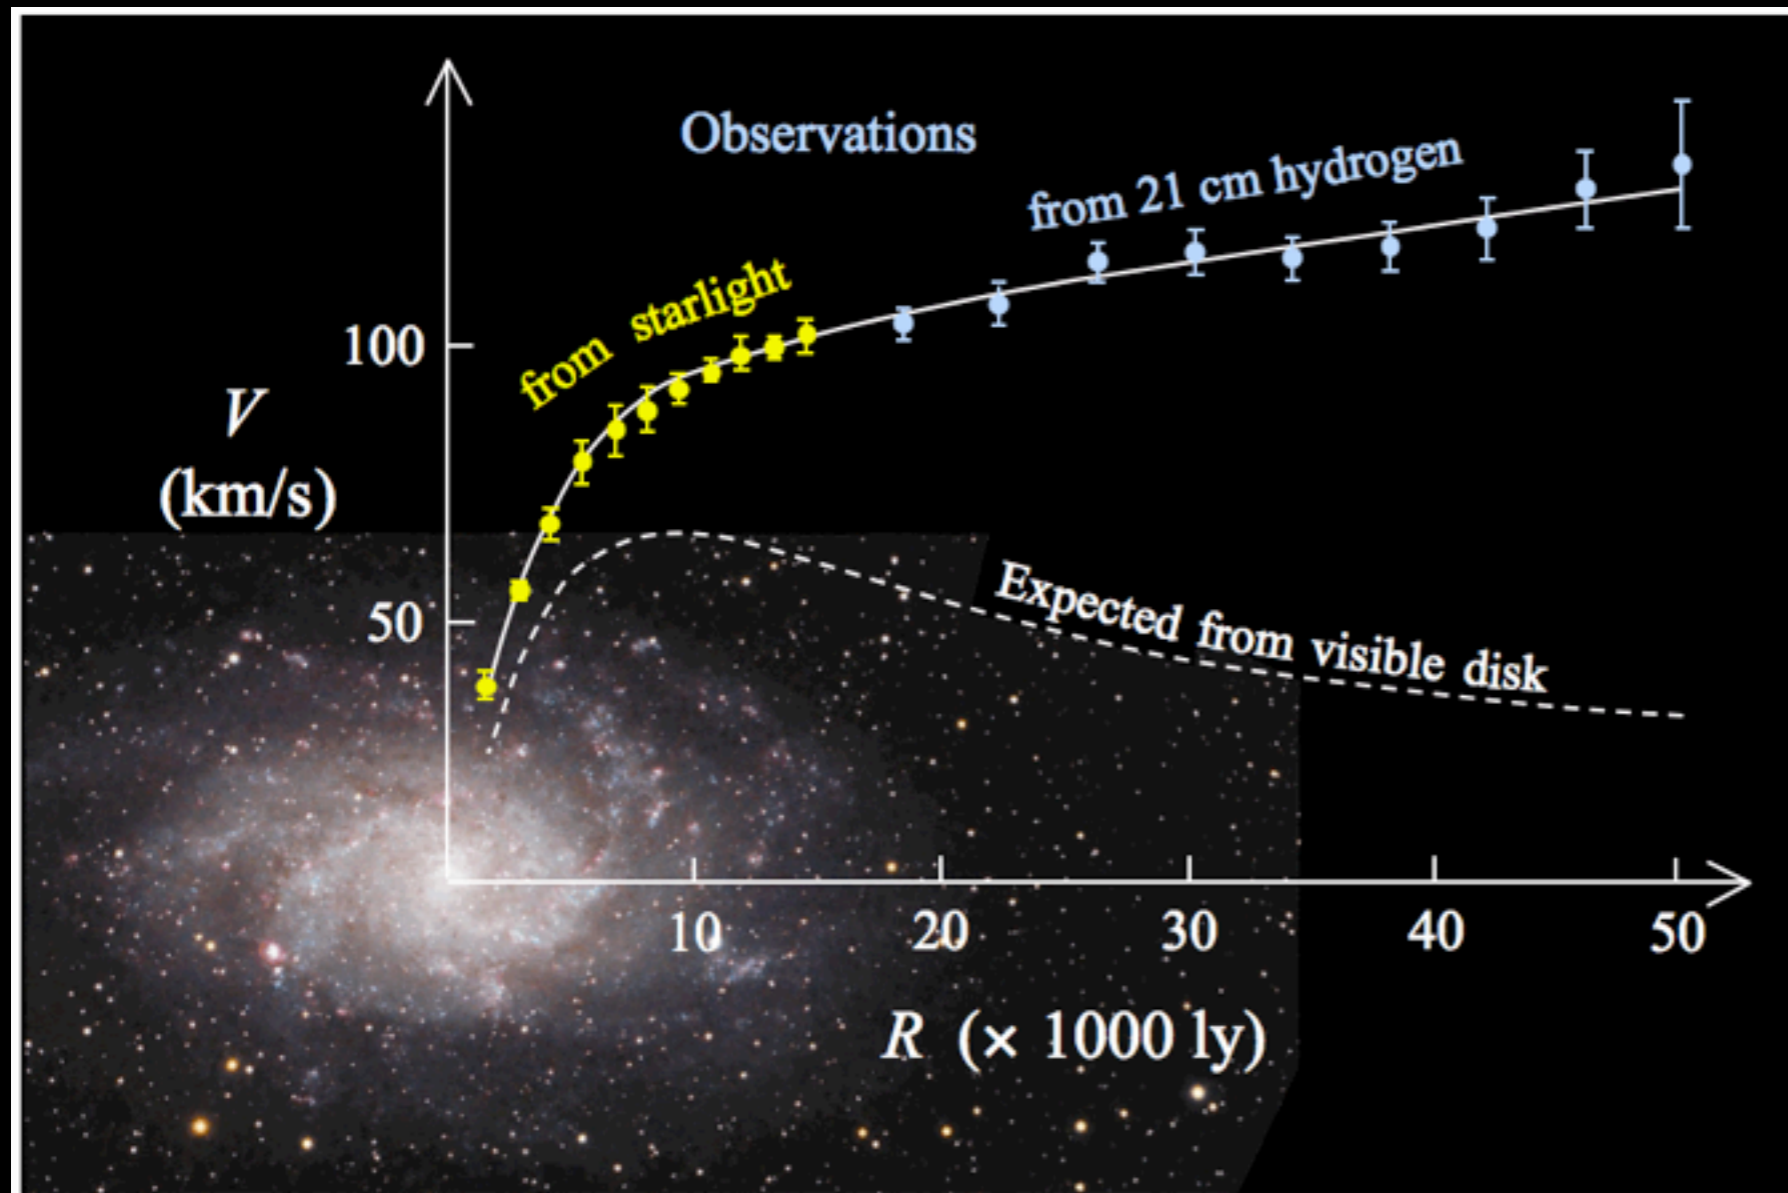 Observations
from 21 cm hydrogen
from starlight
100
V
(km/s)
50
Expected from visible disk
10
20
30
40
50
R (× 1000 ly)